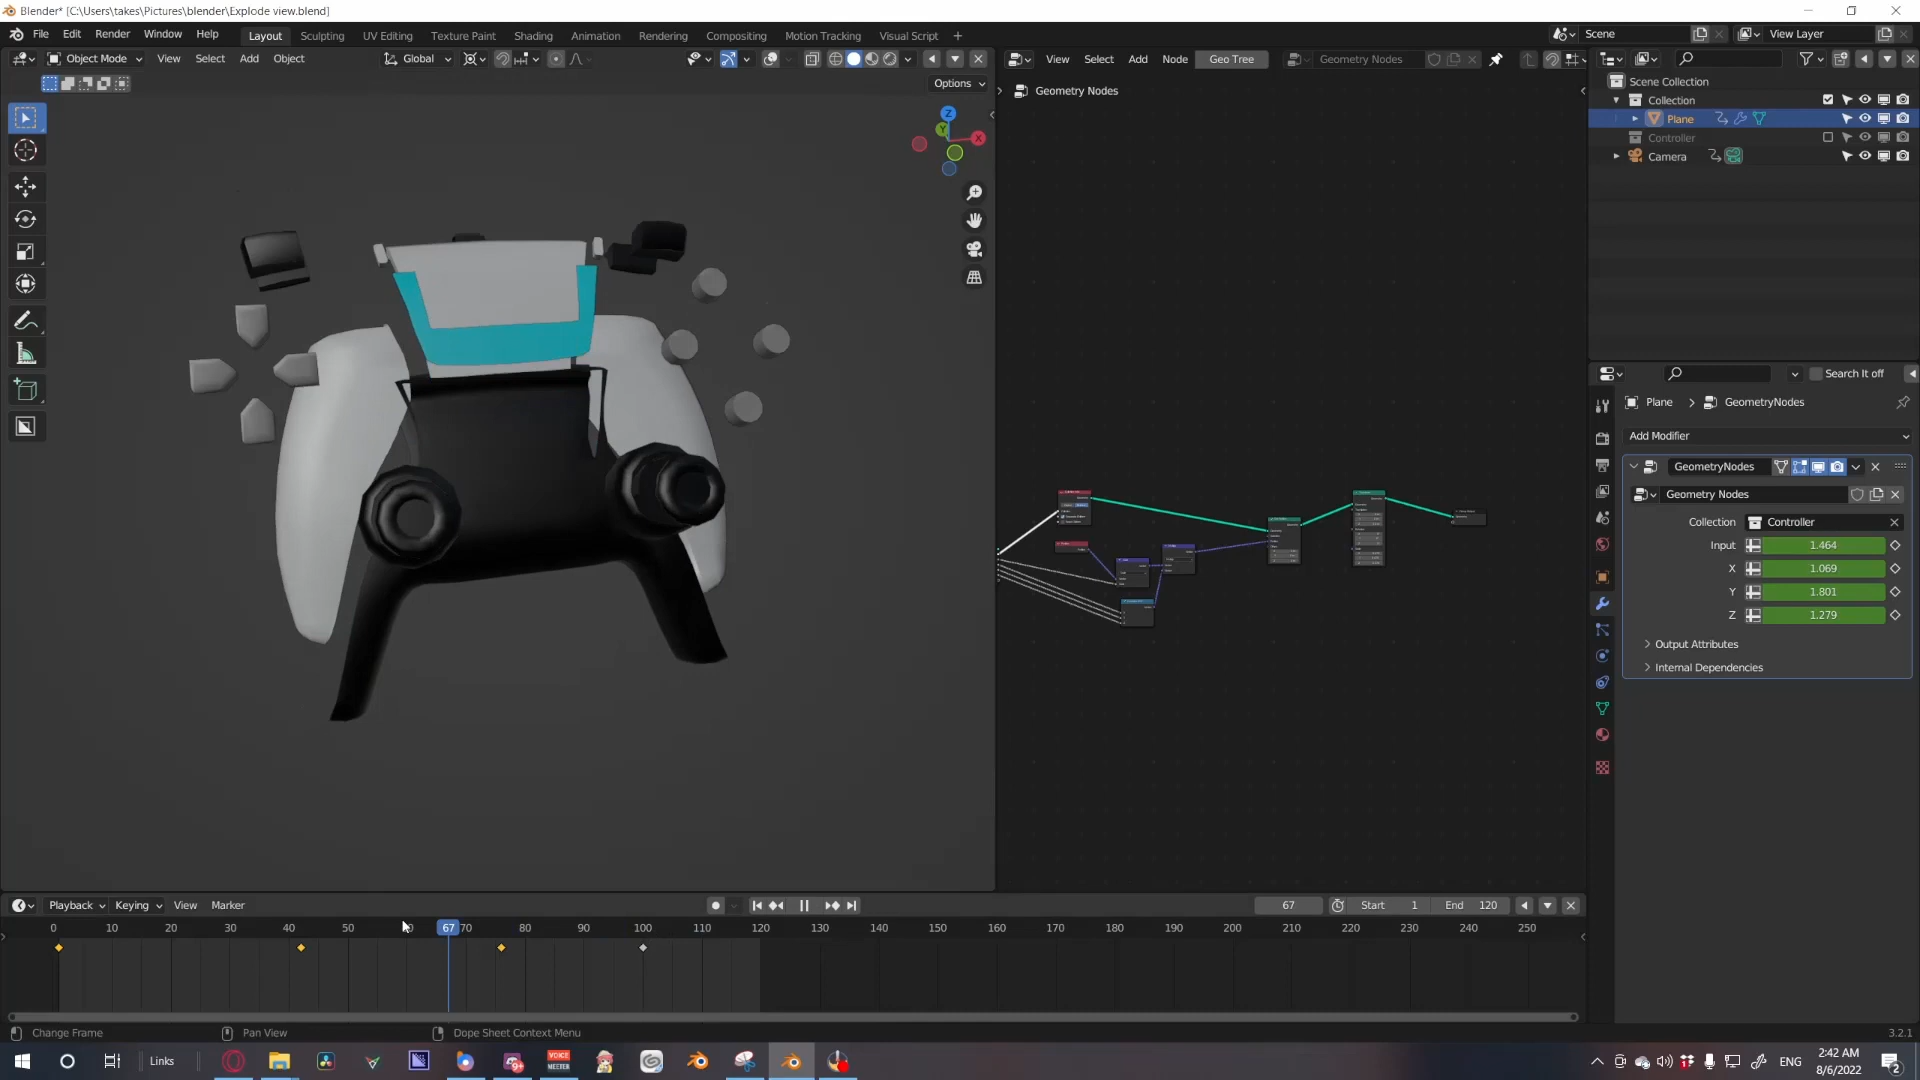 Blender* [C:\Users\takes\Pictures\blender\Explode view.blend]
File Edit Render Window Help Layout Sculpting UV Editing Texture Paint Shading Animation Rendering Compositing Motion Tracking Visual Script + Scene View Layer
Object Mode View Select Add Object Global View Select Add Node Geo Tree Geometry Nodes
Options
Geometry Nodes
Z
Y
X
Scene Collection
Collection
Plane
Controller
Camera
Search It off
Plane > GeometryNodes
Add Modifier
GeometryNodes
Geometry Nodes
Collection Controller
Input 1.464
X 1.069
Y 1.801
Z 1.279
Output Attributes
Internal Dependencies
Playback Keying View Marker 67 Start 1 End 120
0 10 20 30 40 50 67 70 80 90 100 110 120 130 140 150 160 170 180 190 200 210 220 230 240 250
Change Frame Pan View Dope Sheet Context Menu 3.2.1
Links VOICE MEETER 9+ ENG 2:42 AM
8/6/2022 2